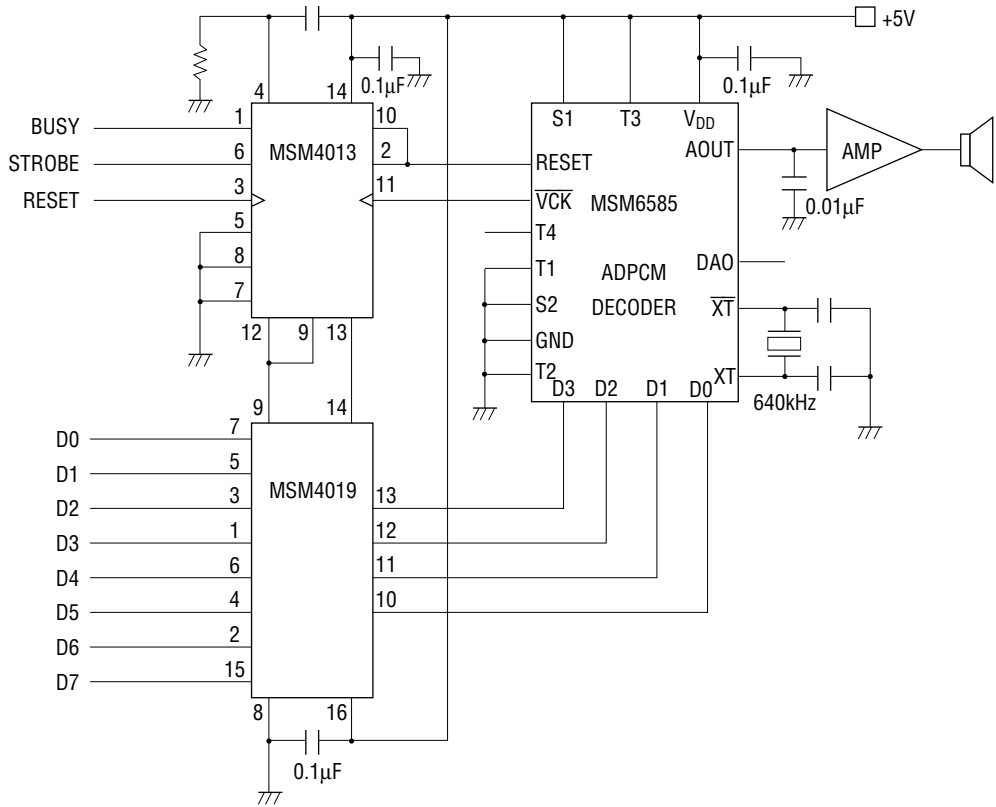 +5V
0.1µF
0.1µF
4
14
1
10
BUSY
MSM4013
6
2
STROBE
3
11
RESET
5
8
7
12
9
13
S1
T3
VDD
RESET
AOUT
VCK
MSM6585
T4
T1
ADPCM
DAO
S2
DECODER
XT
GND
T2
XT
D3
D2
D1
D0
AMP
0.01µF
640kHz
9
14
D0
7
D1
5
MSM4019
D2
3
13
D3
1
12
D4
6
11
D5
4
10
D6
2
D7
15
8
16
0.1µF